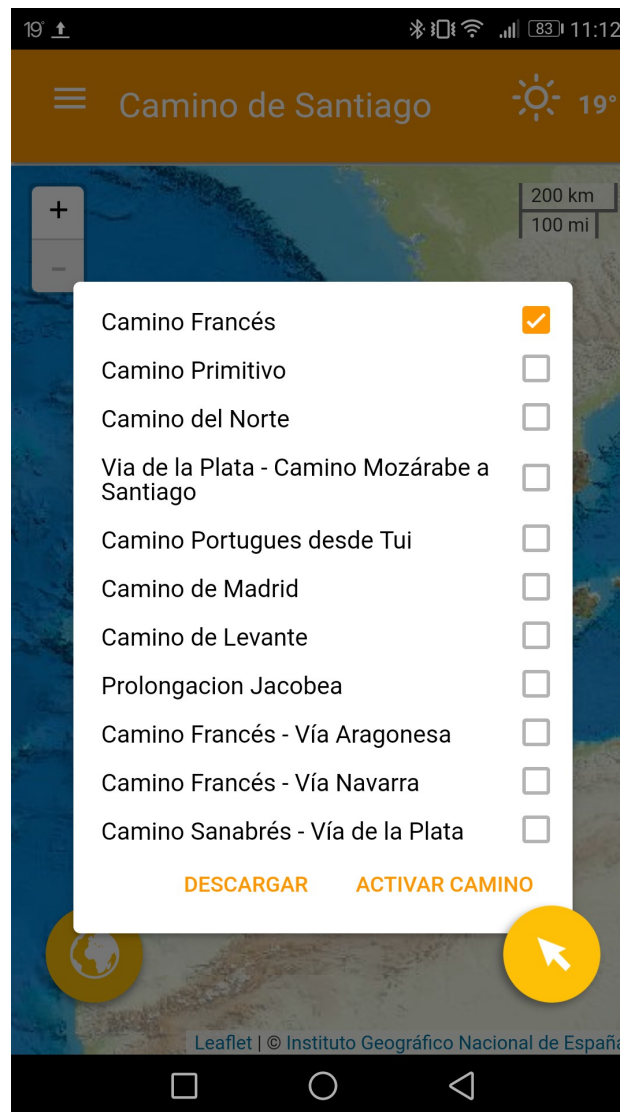 19°
83 11:12
Camino de Santiago
19°
+
200 km
100 mi
−
Camino Francés
Camino Primitivo
Camino del Norte
Via de la Plata - Camino Mozárabe a
Santiago
Camino Portugues desde Tui
Camino de Madrid
Camino de Levante
Prolongacion Jacobea
Camino Francés - Vía Aragonesa
Camino Francés - Vía Navarra
Camino Sanabrés - Vía de la Plata
DESCARGAR ACTIVAR CAMINO
Leaflet | © Instituto Geográfico Nacional de España